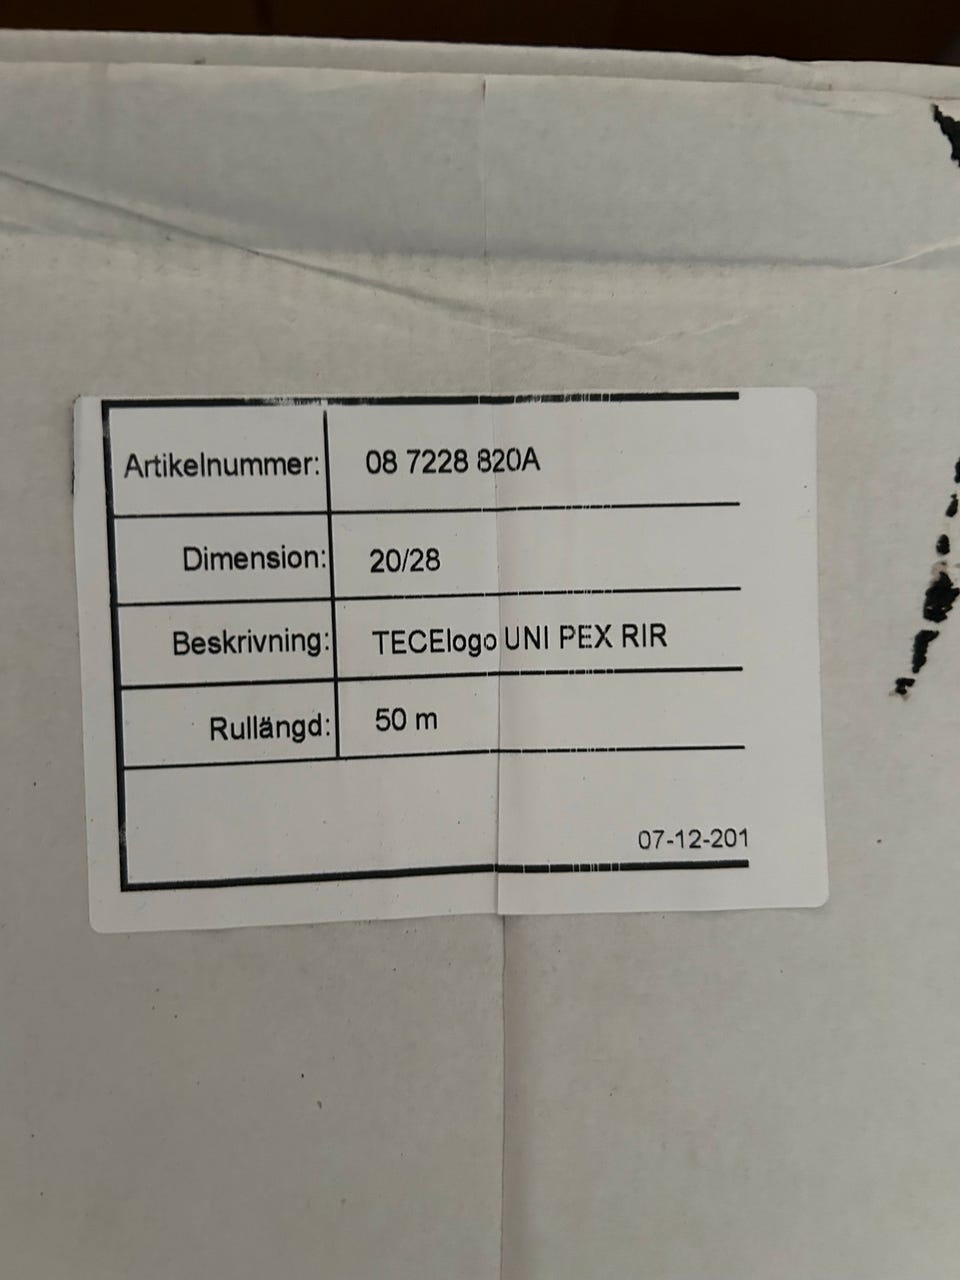 Artikelnummer: 08 7228 820A
Dimension: 20/28
Beskrivning: TECElogo UNI PEX RIR
Rullängd: 50 m
07-12-201